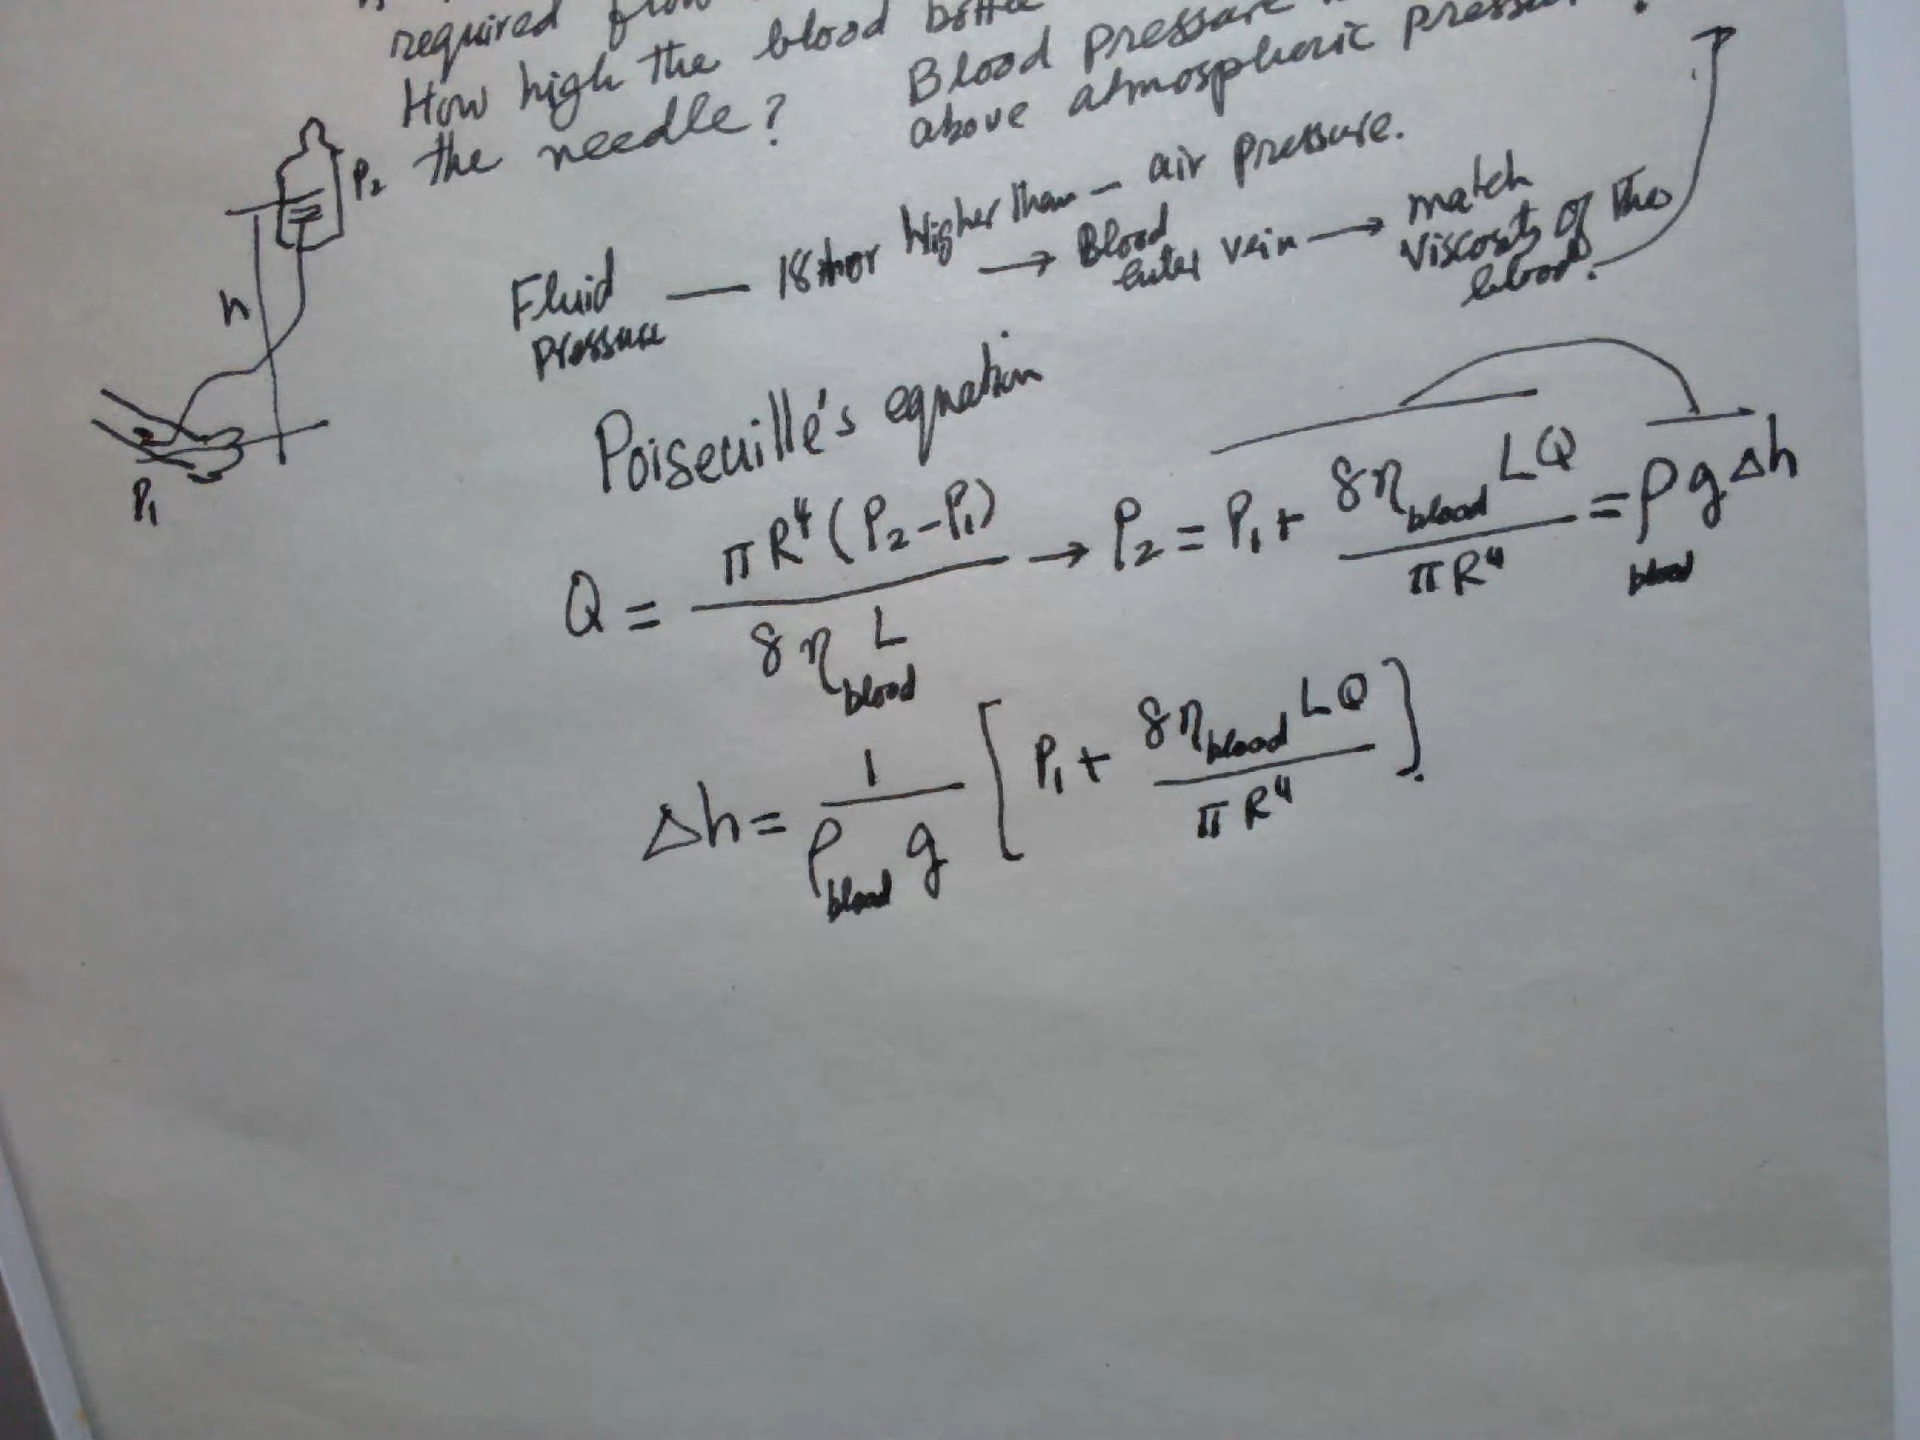 required from
How high the blood bottle
the needle?
Blood pressure
above atmospheric pressure
P₂
h
P₁
Fluid pressure — 18 torr Higher than — air pressure.
→ Blood enter vein → match viscosity of the blood.
Poiseuille's equation
Q = πR⁴(P₂-P₁) / 8η_blood L → P₂ = P₁ + 8η_blood LQ / πR⁴ = ρ_blood g Δh
Δh = 1 / ρ_blood g [P₁ + 8η_blood LQ / πR⁴].